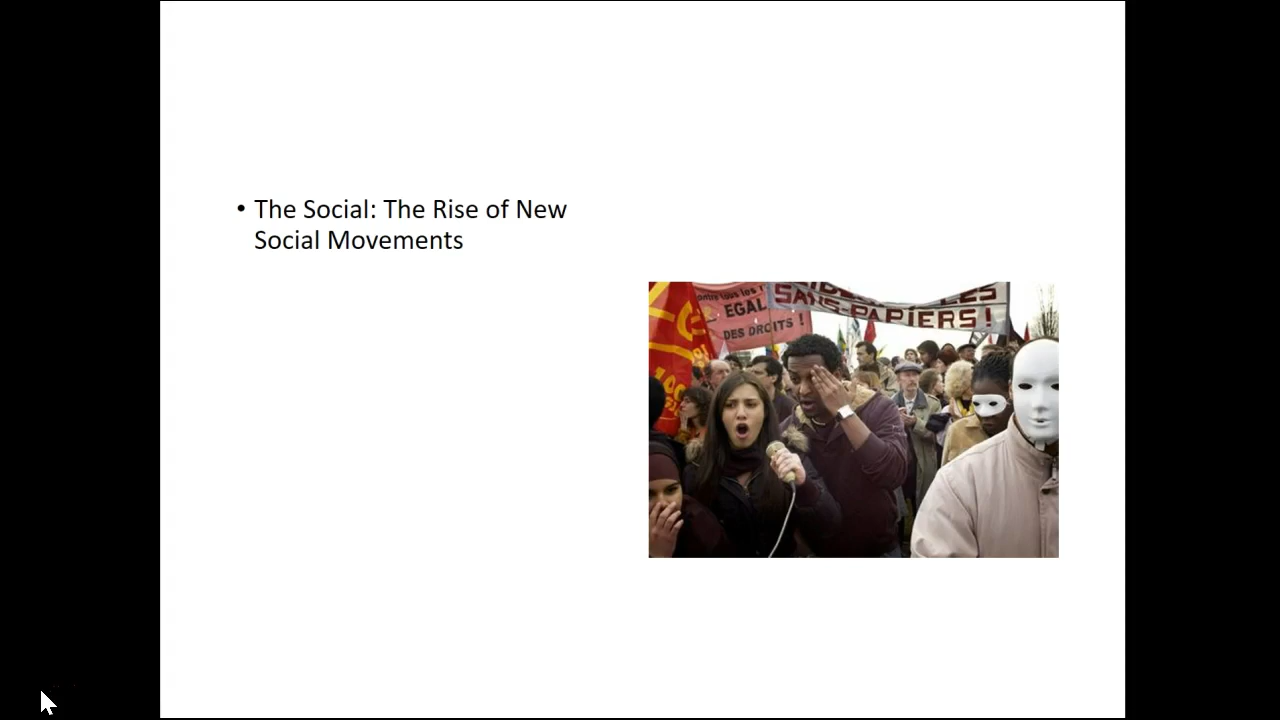 • The Social: The Rise of New
Social Movements
SANS-PAPIERS!
EGAL
DES DROITS !